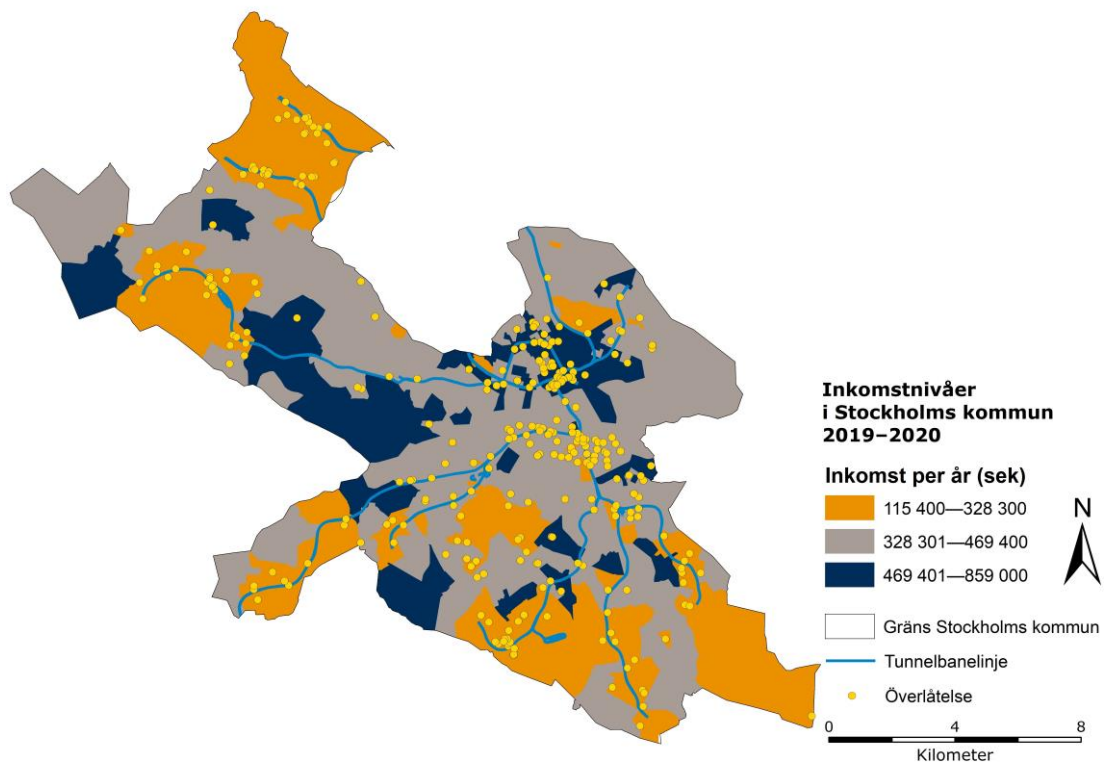 Inkomstnivåer
i Stockholms kommun
2019–2020
Inkomst per år (sek)
115 400—328 300
328 301—469 400
469 401—859 000
Gräns Stockholms kommun
Tunnelbanelinje
Överlåtelse
N
0 4 8
Kilometer